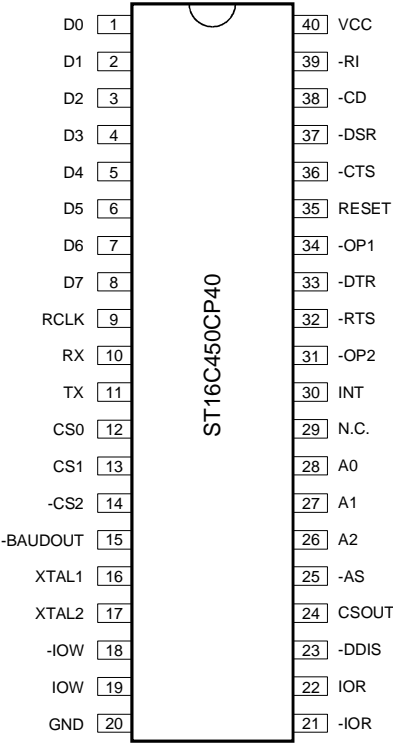 D0 1 40 VCC
D1 2 39 -RI
D2 3 38 -CD
D3 4 37 -DSR
D4 5 36 -CTS
D5 6 35 RESET
D6 7 34 -OP1
D7 8 33 -DTR
RCLK 9 32 -RTS
RX 10 31 -OP2
TX 11 30 INT
CS0 12 29 N.C.
CS1 13 28 A0
-CS2 14 27 A1
-BAUDOUT 15 26 A2
XTAL1 16 25 -AS
XTAL2 17 24 CSOUT
-IOW 18 23 -DDIS
IOW 19 22 IOR
GND 20 21 -IOR
ST16C450CP40